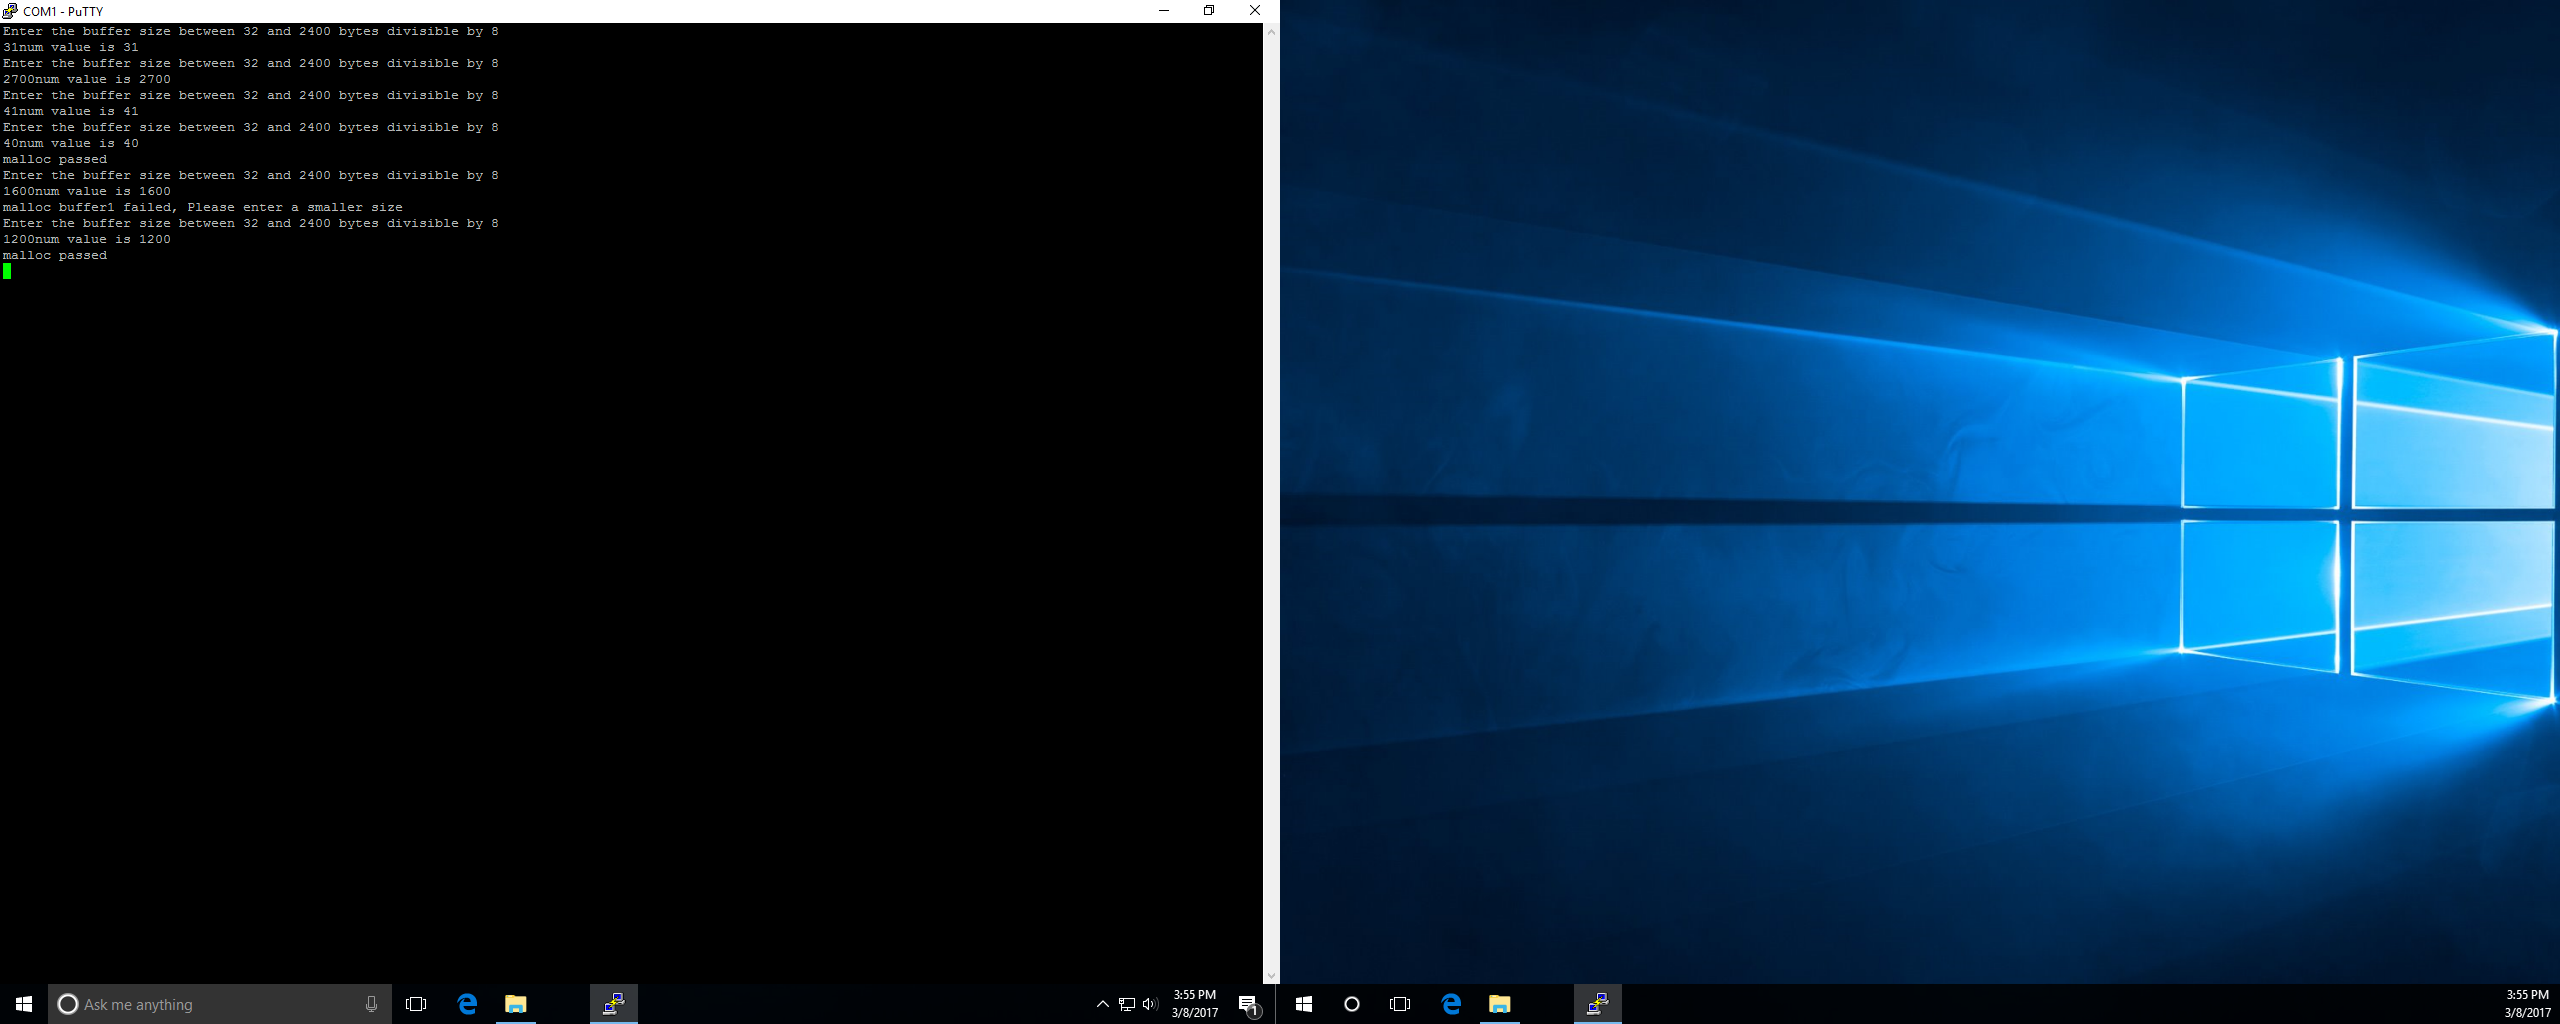 COM1 - PuTTY
Enter the buffer size between 32 and 2400 bytes divisible by 8
31num value is 31
Enter the buffer size between 32 and 2400 bytes divisible by 8
2700num value is 2700
Enter the buffer size between 32 and 2400 bytes divisible by 8
41num value is 41
Enter the buffer size between 32 and 2400 bytes divisible by 8
40num value is 40
malloc passed
Enter the buffer size between 32 and 2400 bytes divisible by 8
1600num value is 1600
malloc buffer1 failed, Please enter a smaller size
Enter the buffer size between 32 and 2400 bytes divisible by 8
1200num value is 1200
malloc passed
Ask me anything
3:55 PM
3/8/2017
1
3:55 PM
3/8/2017